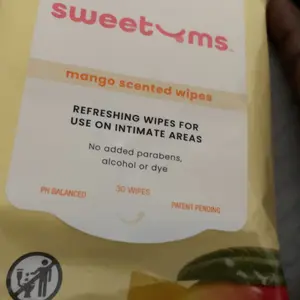 sweetums
mango scented wipes
REFRESHING WIPES FOR
USE ON INTIMATE AREAS
No added parabens,
alcohol or dye
PH BALANCED
50 WIPES
PATENT PENDING